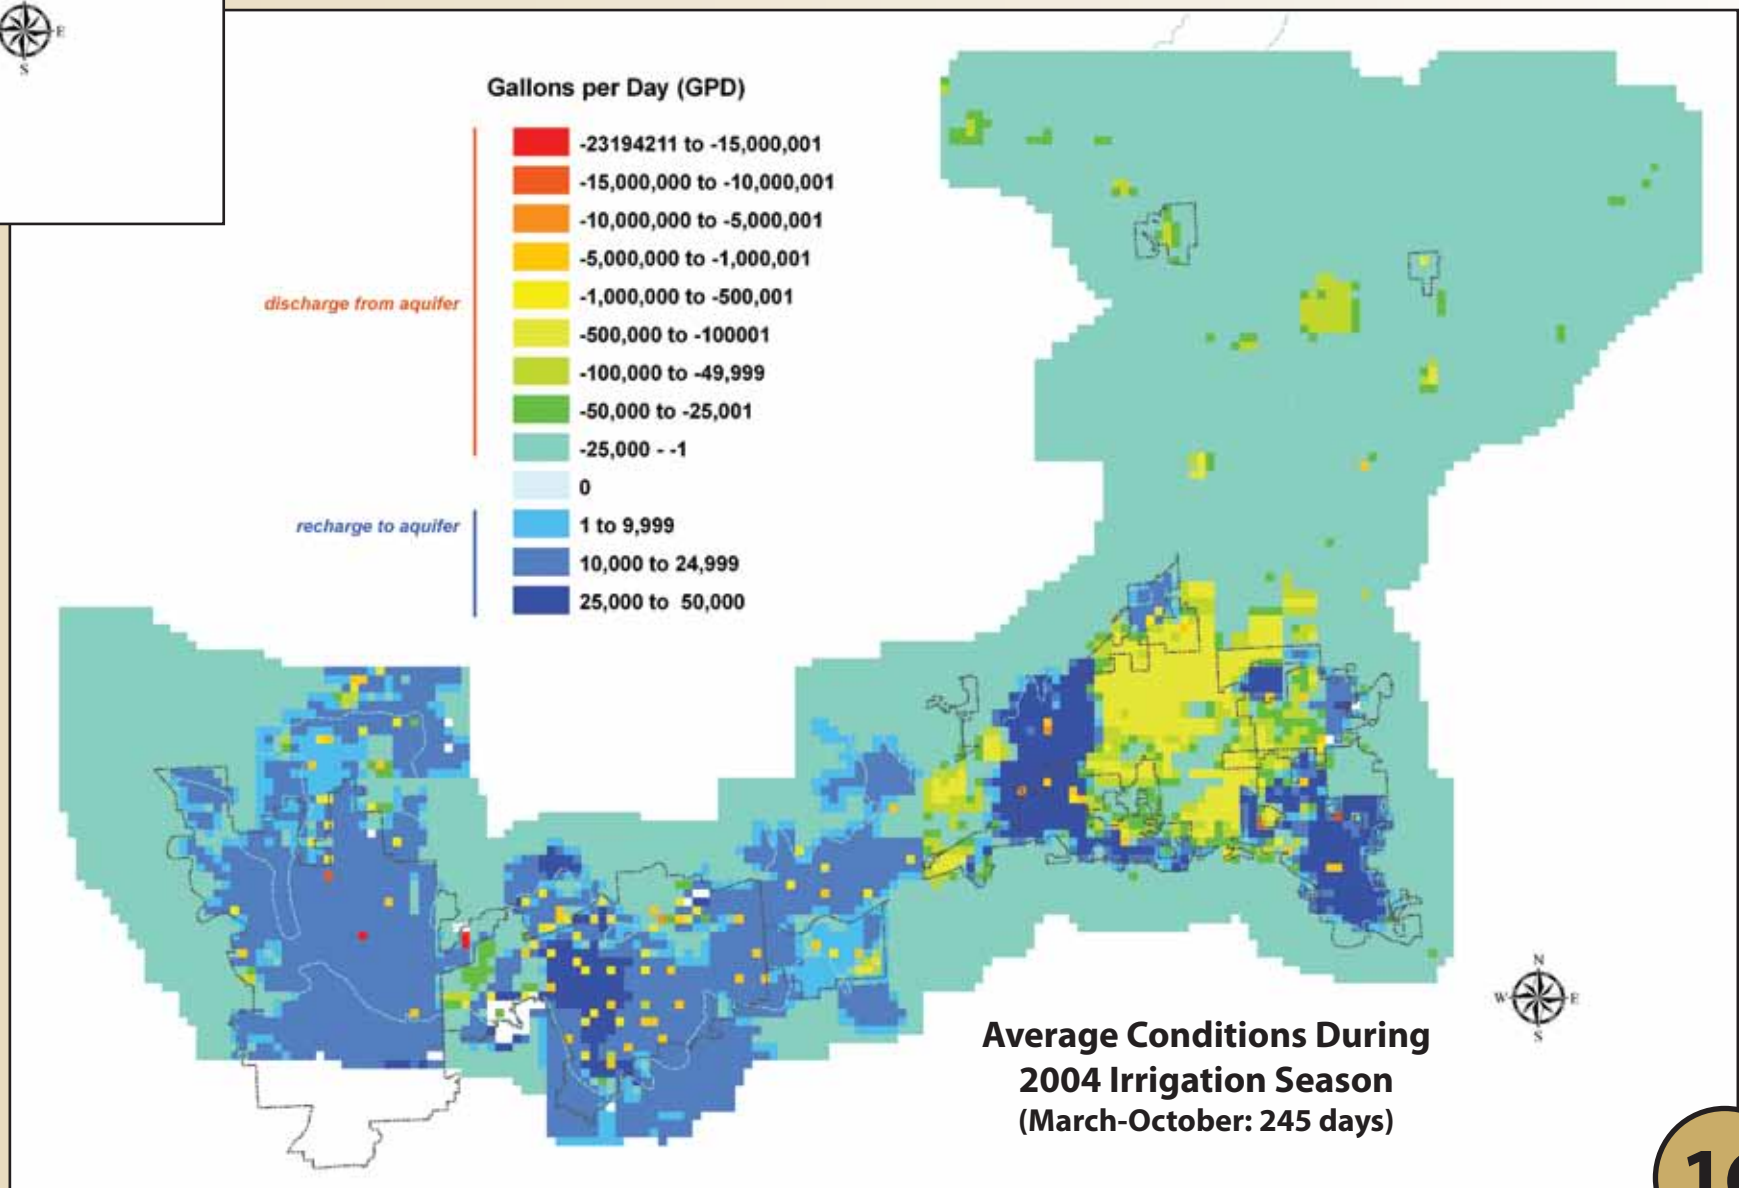 E
S
Gallons per Day (GPD)
-23194211 to -15,000,001
-15,000,000 to -10,000,001
-10,000,000 to -5,000,001
-5,000,000 to -1,000,001
discharge from aquifer
-1,000,000 to -500,001
-500,000 to -100001
-100,000 to -49,999
-50,000 to -25,001
-25,000 - -1
0
recharge to aquifer
1 to 9,999
10,000 to 24,999
25,000 to 50,000
N
W E
S
Average Conditions During
2004 Irrigation Season
(March-October: 245 days)